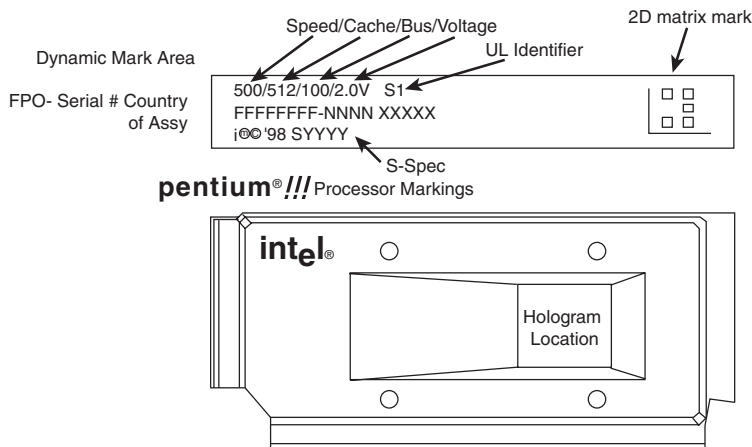 Speed/Cache/Bus/Voltage
2D matrix mark
UL Identifier
Dynamic Mark Area
500/512/100/2.0V S1
FPO- Serial # Country
of Assy
FFFFFFFF-NNNN XXXXX
i ⓜ© '98 SYYYY
S-Spec
pentium® III Processor Markings
intel®
Hologram
Location